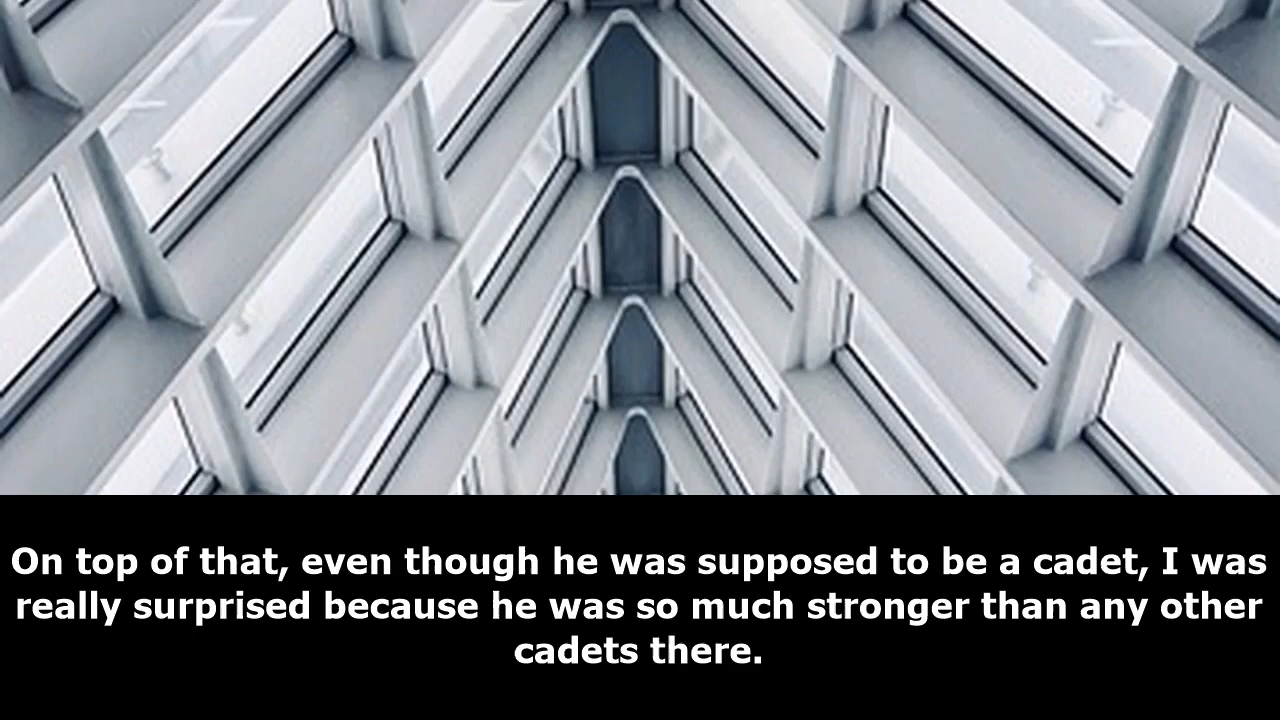 On top of that, even though he was supposed to be a cadet, I was
really surprised because he was so much stronger than any other
cadets there.